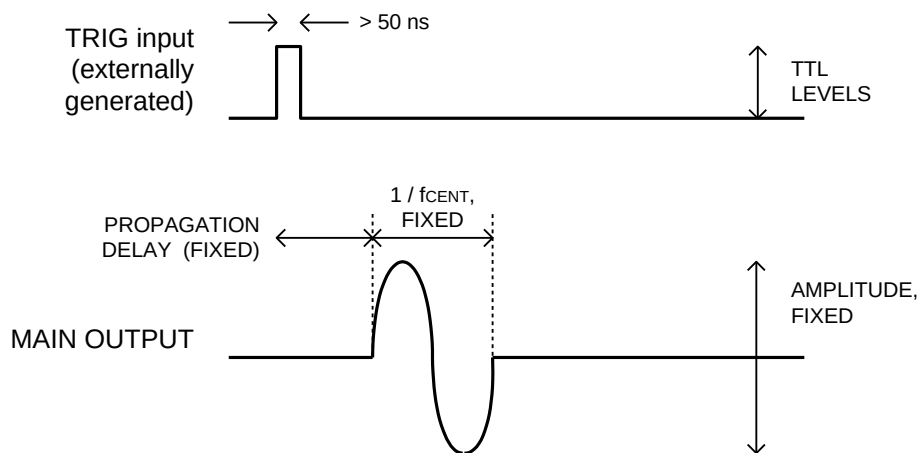 > 50 ns
TRIG input
(externally
generated)
TTL
LEVELS
1 / fCENT,
FIXED
PROPAGATION
DELAY (FIXED)
AMPLITUDE,
FIXED
MAIN OUTPUT